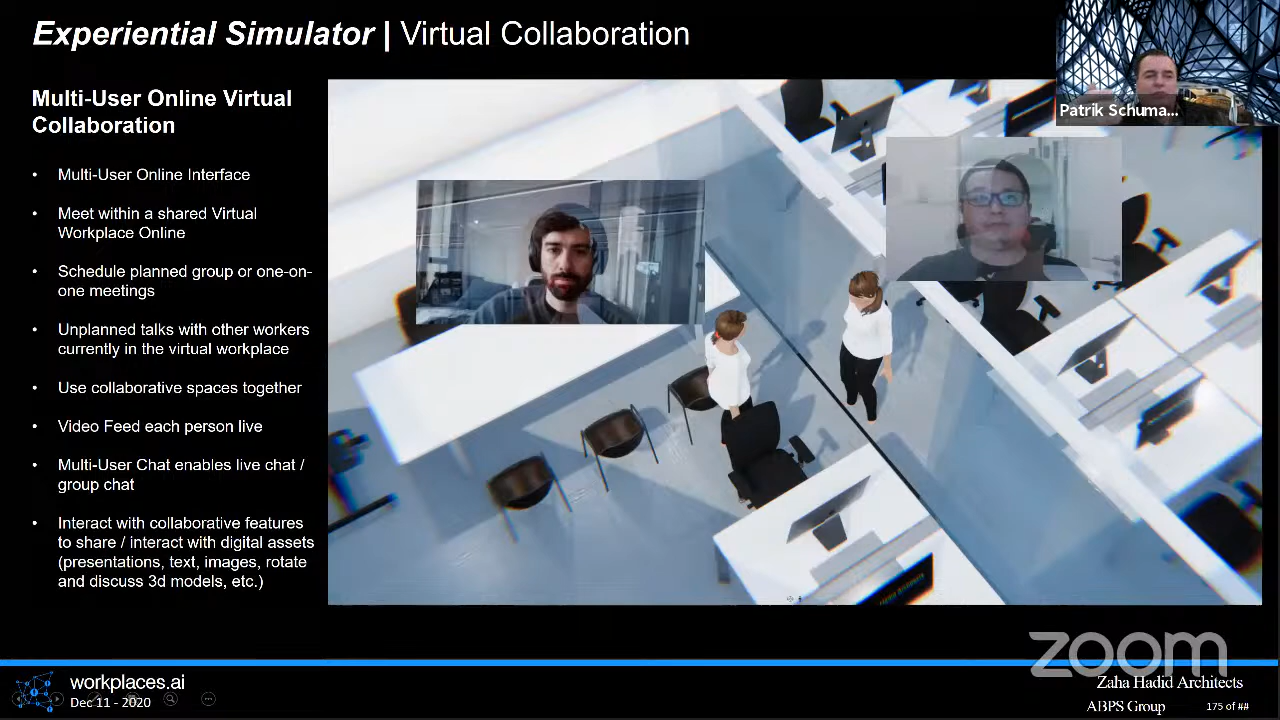 Experiential Simulator | Virtual Collaboration
Patrik Schuma...
Multi-User Online Virtual
Collaboration
• Multi-User Online Interface
• Meet within a shared Virtual
Workplace Online
• Schedule planned group or one-on-
one meetings
• Unplanned talks with other workers
currently in the virtual workplace
• Use collaborative spaces together
• Video Feed each person live
• Multi-User Chat enables live chat /
group chat
• Interact with collaborative features
to share / interact with digital assets
(presentations, text, images, rotate
and discuss 3d models, etc.)
zoom
workplaces.ai
Dec 11 - 2020
Zaha Hadid Architects
ABPS Group
175 of ##